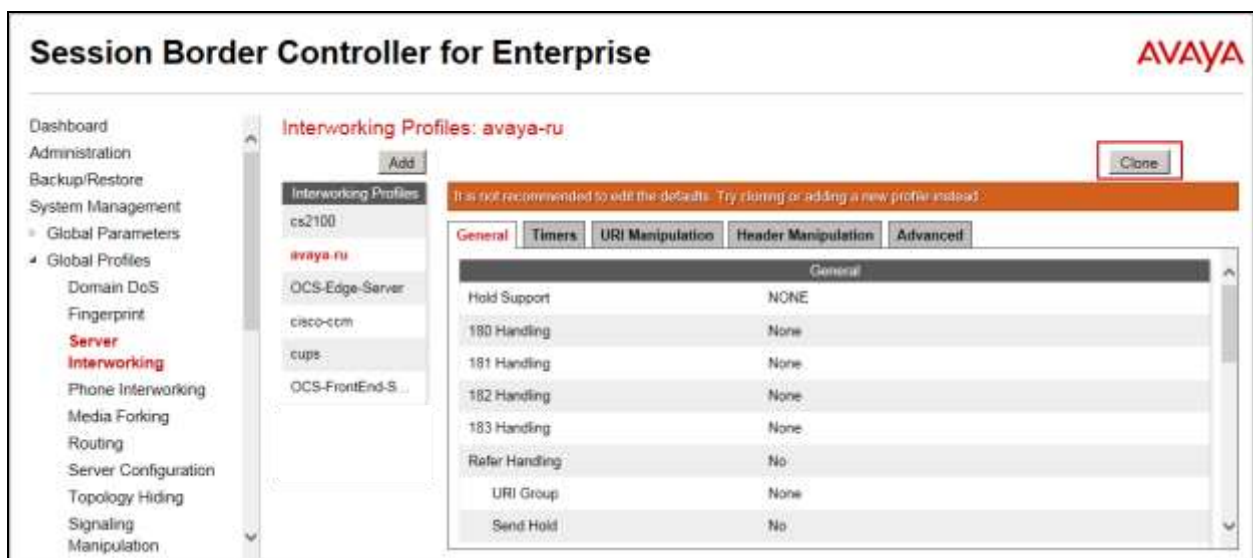 Session Border Controller for Enterprise
AVAYA
Dashboard
Administration
Backup/Restore
System Management
Global Parameters
Global Profiles
Domain DoS
Fingerprint
Server
Interworking
Phone Interworking
Media Forking
Routing
Server Configuration
Topology Hiding
Signaling
Manipulation
Interworking Profiles: avaya-ru
Add
Clone
Interworking Profiles
cs2100
avaya-ru
OCS-Edge-Server
cisco-ccm
cups
OCS-FrontEnd-S...
It is not recommended to edit the defaults. Try cloning or adding a new profile instead.
General Timers URI Manipulation Header Manipulation Advanced
General
Hold Support NONE
180 Handling None
181 Handling None
182 Handling None
183 Handling None
Refer Handling No
URI Group None
Send Hold No